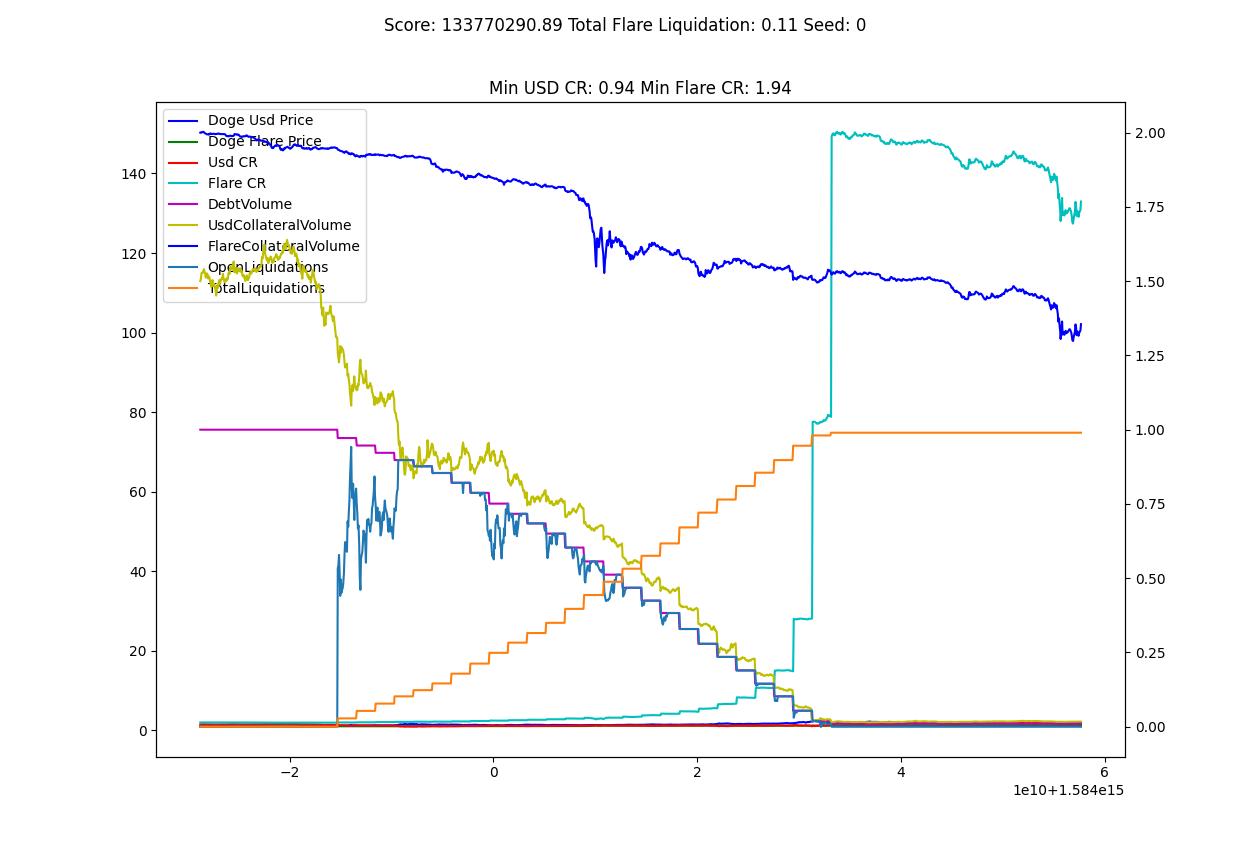 Score: 133770290.89 Total Flare Liquidation: 0.11 Seed: 0
Min USD CR: 0.94 Min Flare CR: 1.94
Doge Usd Price
Doge Flare Price
Usd CR
Flare CR
DebtVolume
UsdCollateralVolume
FlareCollateralVolume
OpenLiquidations
TotalLiquidations
140
120
100
80
60
40
20
0
2.00
1.75
1.50
1.25
1.00
0.75
0.50
0.25
0.00
−2
0
2
4
6
1e10+1.584e15